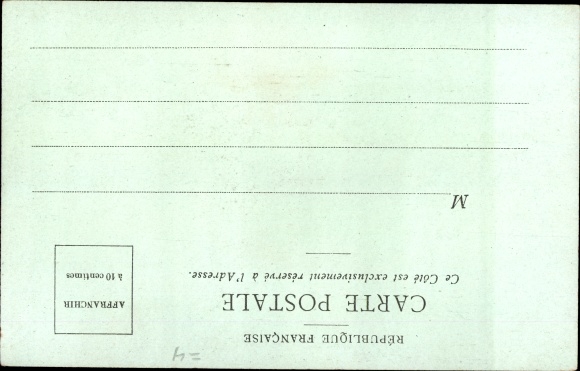 RÉPUBLIQUE FRANÇAISE
CARTE POSTALE
Ce Côté est exclusivement réservé à l'Adresse.
AFFRANCHIR
à 10 centimes
M